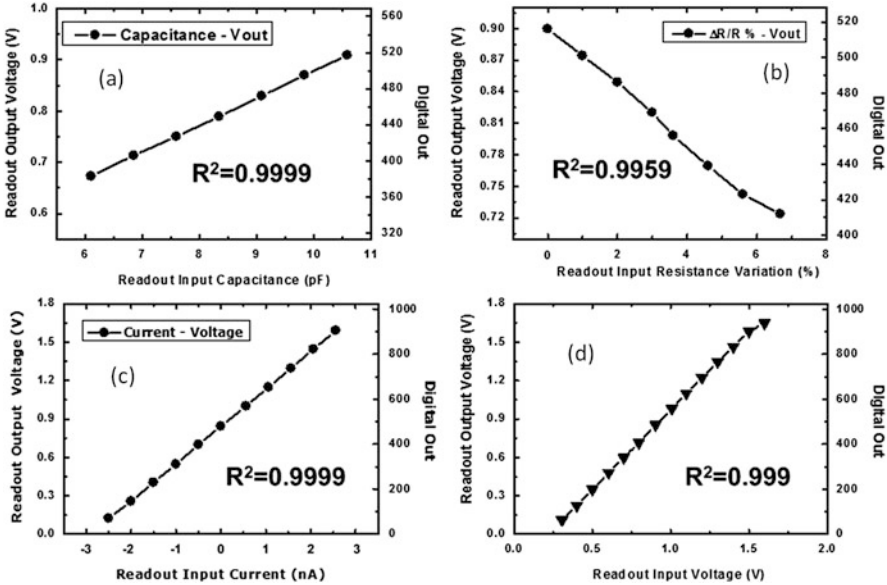 Capacitance - Vout
(a)
R²=0.9999
Readout Output Voltage (V)
1.0
0.9
0.8
0.7
0.6
Digital Out
560
520
480
440
400
360
320
6 7 8 9 10 11
Readout Input Capacitance (pF)
ΔR/R % - Vout
(b)
R²=0.9959
Readout Output Voltage (V)
0.90
0.87
0.84
0.81
0.78
0.75
0.72
Digital Out
520
500
480
460
440
420
400
0 2 4 6 8
Readout Input Resistance Variation (%)
Current - Voltage
(c)
R²=0.9999
Readout Output Voltage (V)
1.8
1.5
1.2
0.9
0.6
0.3
0.0
Digital Out
1000
800
600
400
200
0
-3 -2 -1 0 1 2 3
Readout Input Current (nA)
(d)
R²=0.999
Readout Output Voltage (V)
1.8
1.5
1.2
0.9
0.6
0.3
0.0
Digital Out
1000
800
600
400
200
0
0.0 0.5 1.0 1.5 2.0
Readout Input Voltage (V)